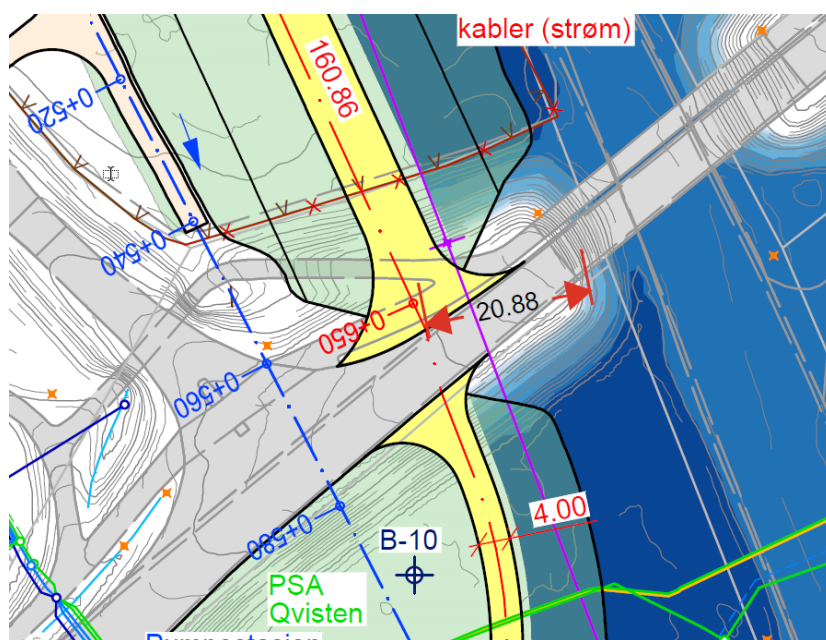 kabler (strøm)
160.86
0+520
0+540
20.88
0+650
0+560
4.00
0+580
B-10
PSA
Qvisten
Pumpestasjon